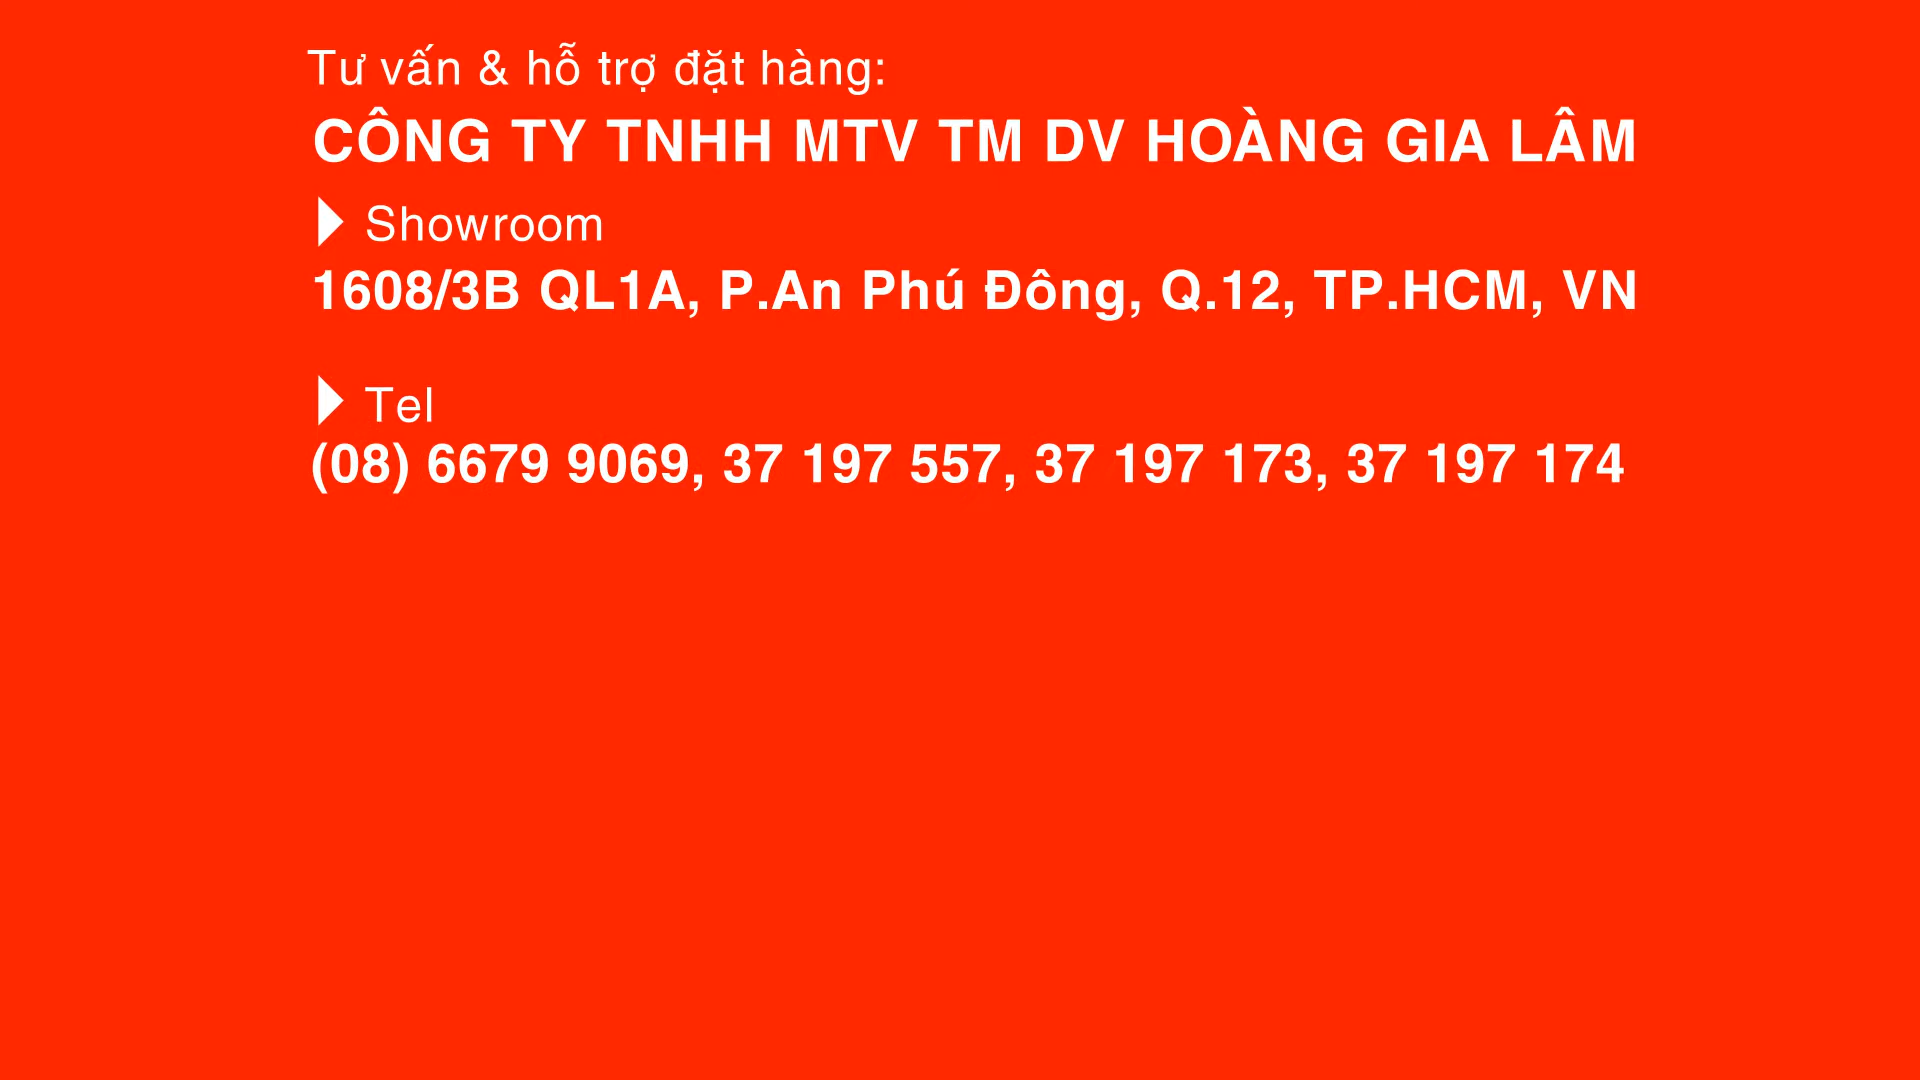 Tư vấn & hỗ trợ đặt hàng:
CÔNG TY TNHH MTV TM DV HOÀNG GIA LÂM
Showroom
1608/3B QL1A, P.An Phú Đông, Q.12, TP.HCM, VN
Tel
(08) 6679 9069, 37 197 557, 37 197 173, 37 197 174